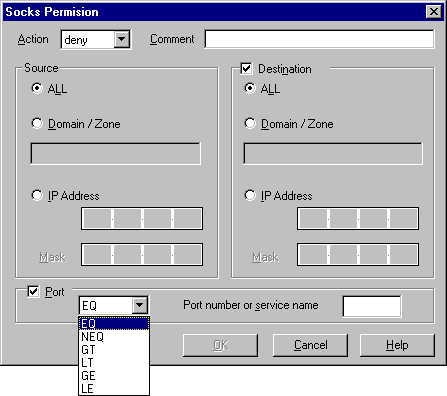 Socks Permision
Action deny Comment
Source Destination
ALL ALL
Domain / Zone Domain / Zone
IP Address IP Address
Mask Mask
Port EQ Port number or service name
EQ
NEQ
GT
LT
GE
LE
OK Cancel Help